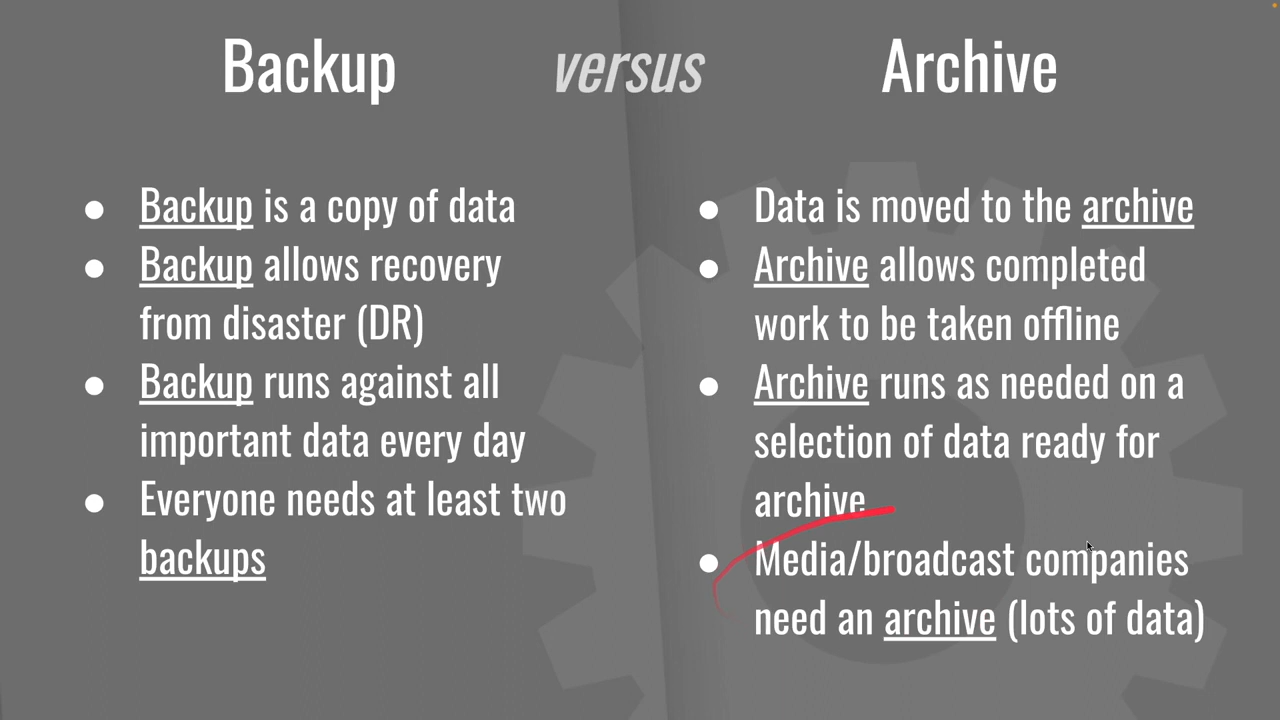 Backup versus Archive
● Backup is a copy of data
● Backup allows recovery
from disaster (DR)
● Backup runs against all
important data every day
● Everyone needs at least two
backups
● Data is moved to the archive
● Archive allows completed
work to be taken offline
● Archive runs as needed on a
selection of data ready for
archive
● Media/broadcast companies
need an archive (lots of data)